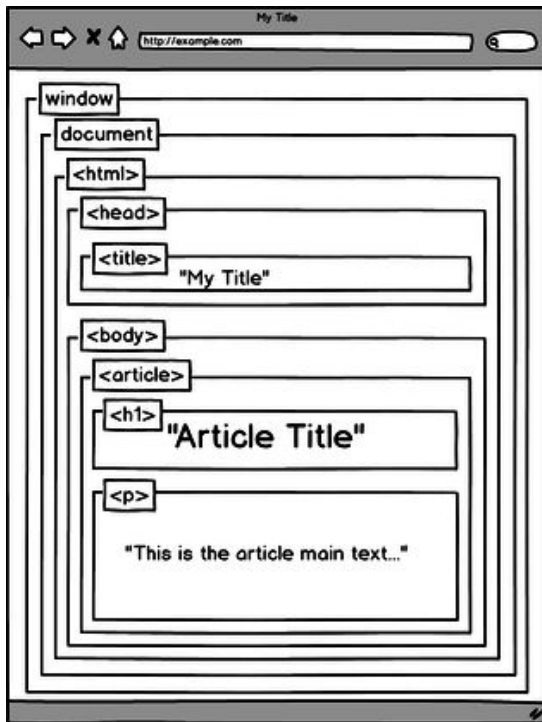 My Title
http://example.com
window
document
<html>
<head>
<title>
"My Title"
<body>
<article>
<h1>
"Article Title"
<p>
"This is the article main text..."